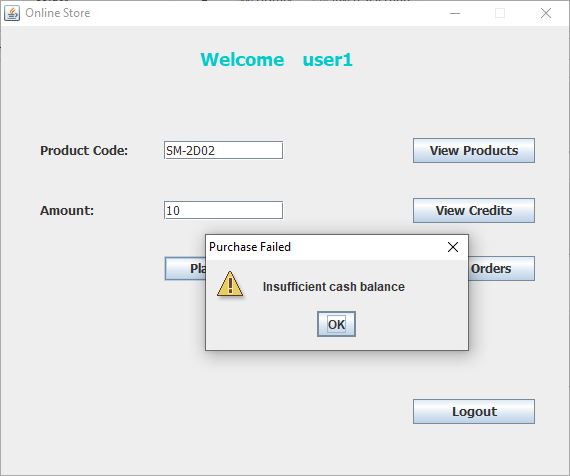 Online Store
Welcome user1
Product Code: SM-2D02 View Products
Amount: 10 View Credits
Purchase Failed
Insufficient cash balance
Orders
OK
Logout